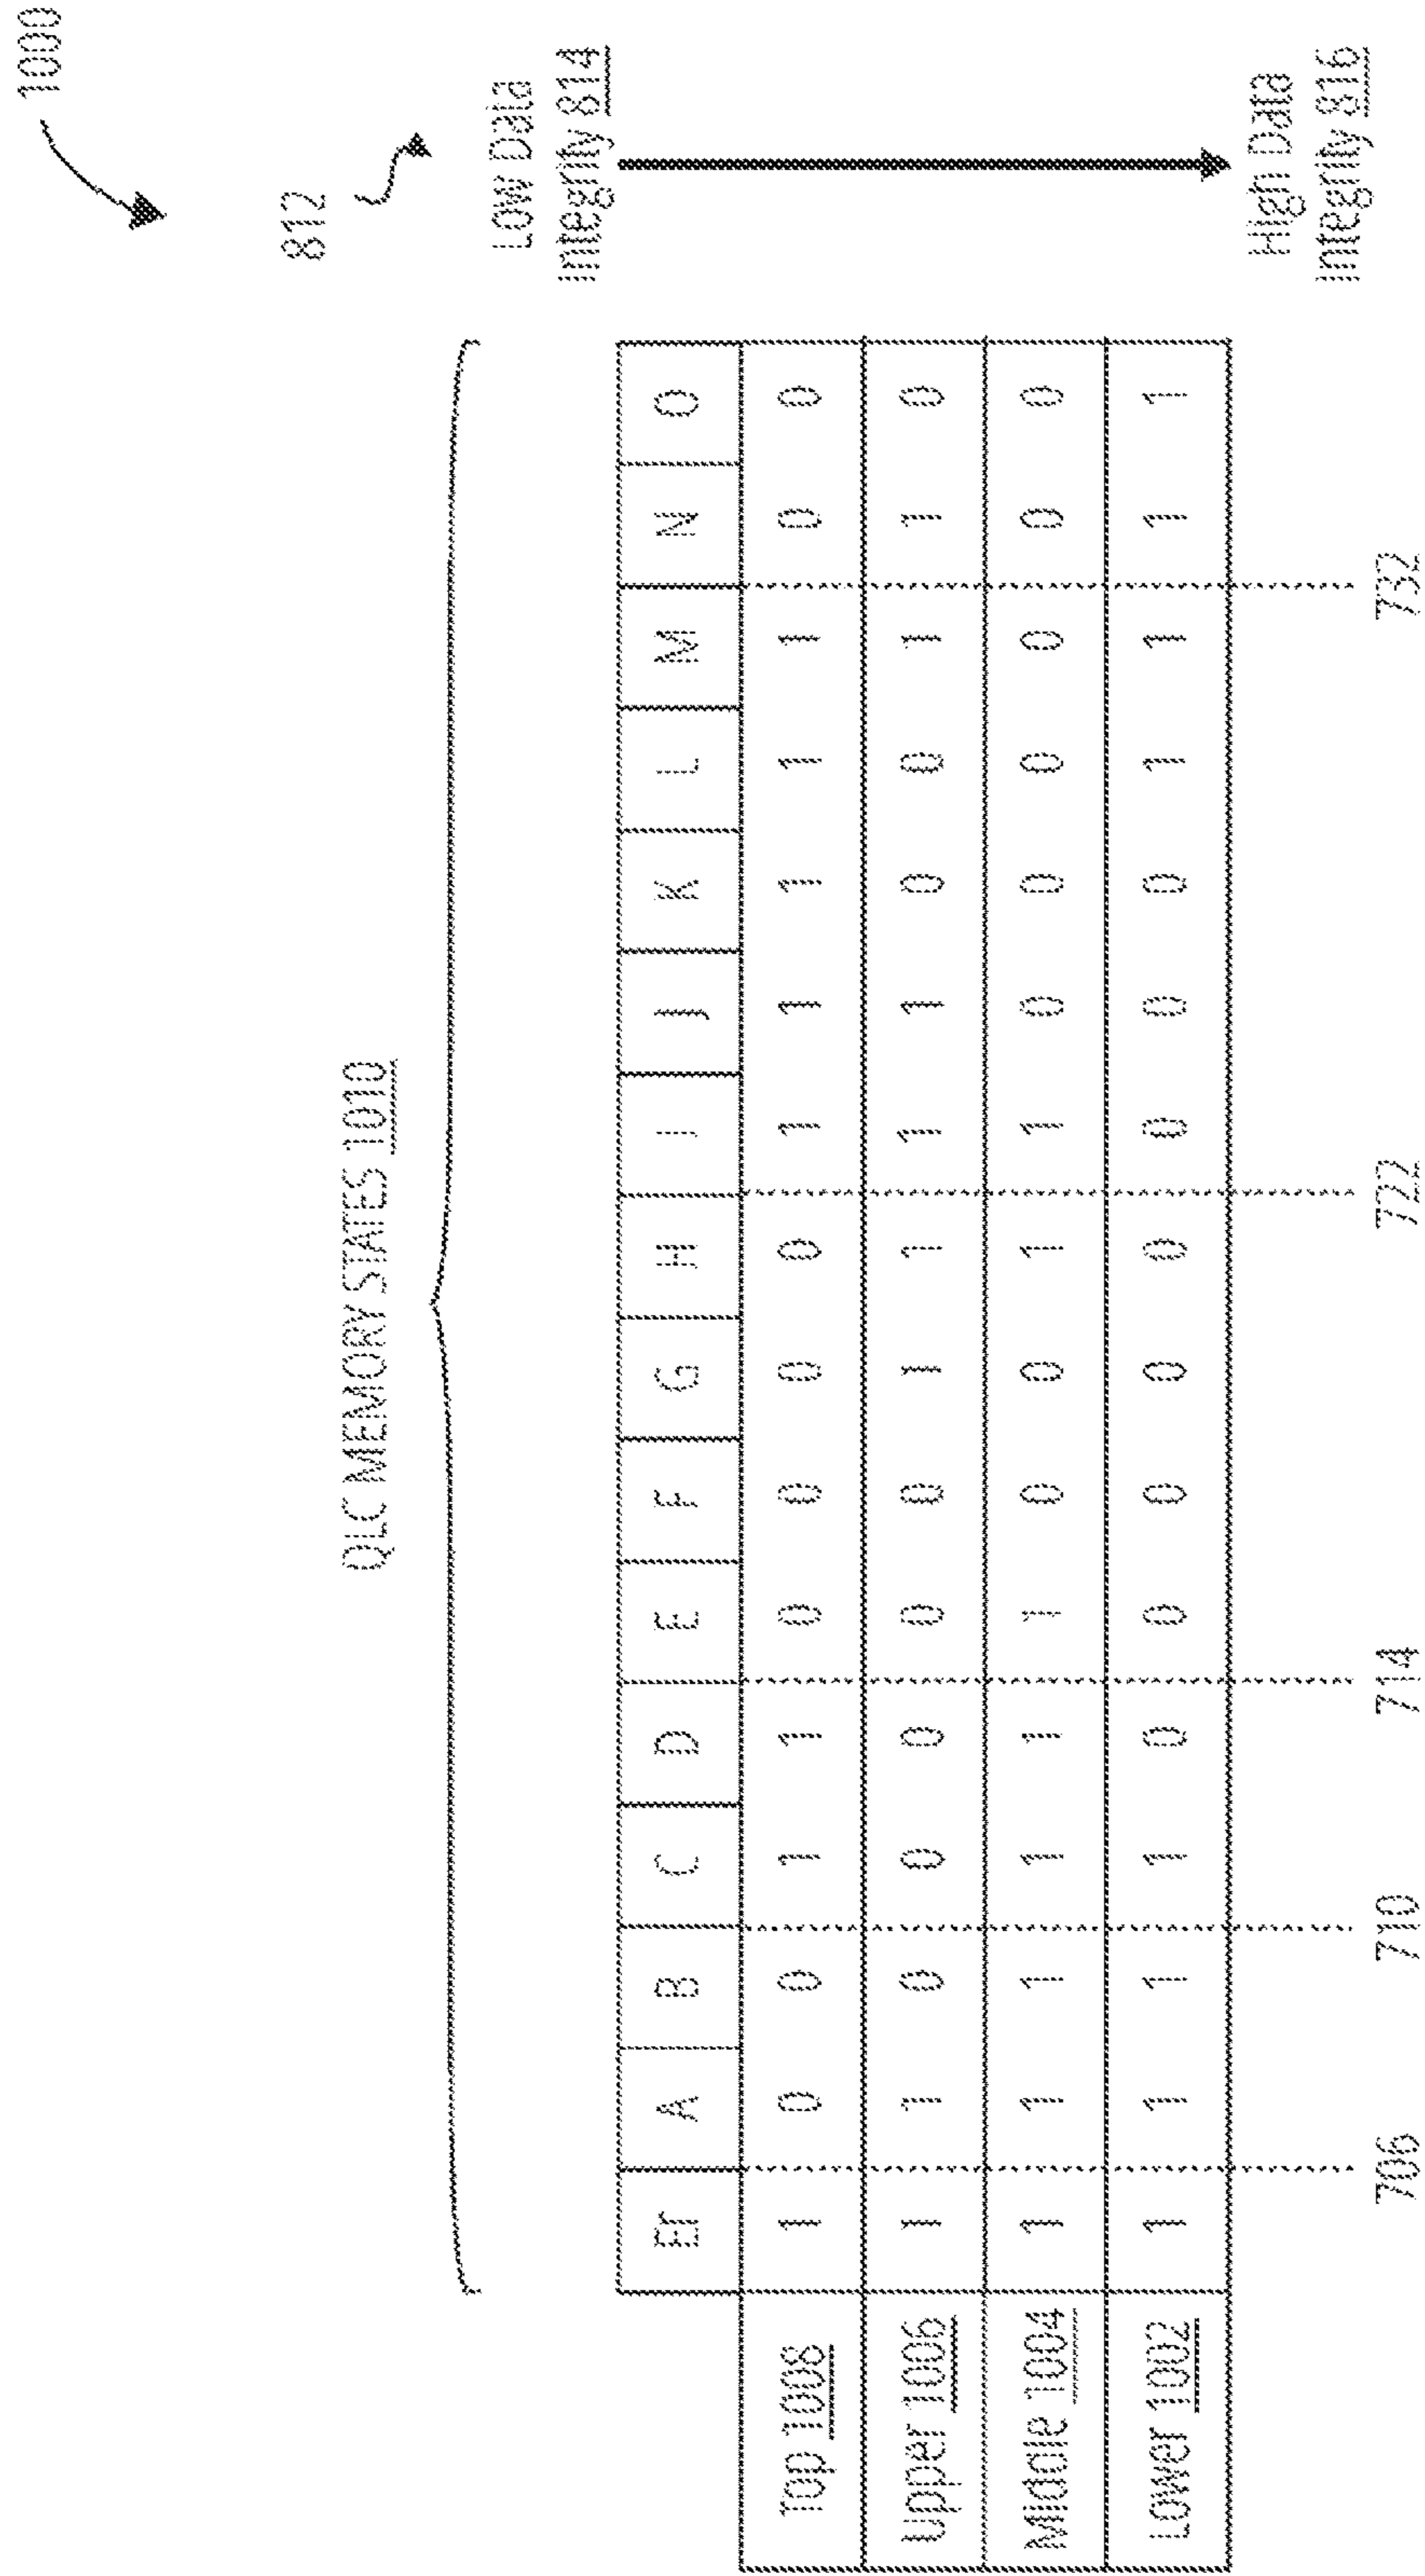 1000
812
QLC MEMORY STATES 1010
Low Data
Integrity 814
Er A B C D E F G H I J K L M N O
Top 1008 1 0 0 1 1 0 0 0 0 1 1 1 1 1 0 0
Upper 1006 1 1 0 0 0 0 0 1 1 1 1 0 0 1 1 0
Middle 1004 1 1 1 1 1 1 0 0 1 1 0 0 0 0 0 0
Lower 1002 1 1 1 1 0 0 0 0 0 0 0 0 1 1 1 1
High Data
Integrity 816
706 710 714 722 732